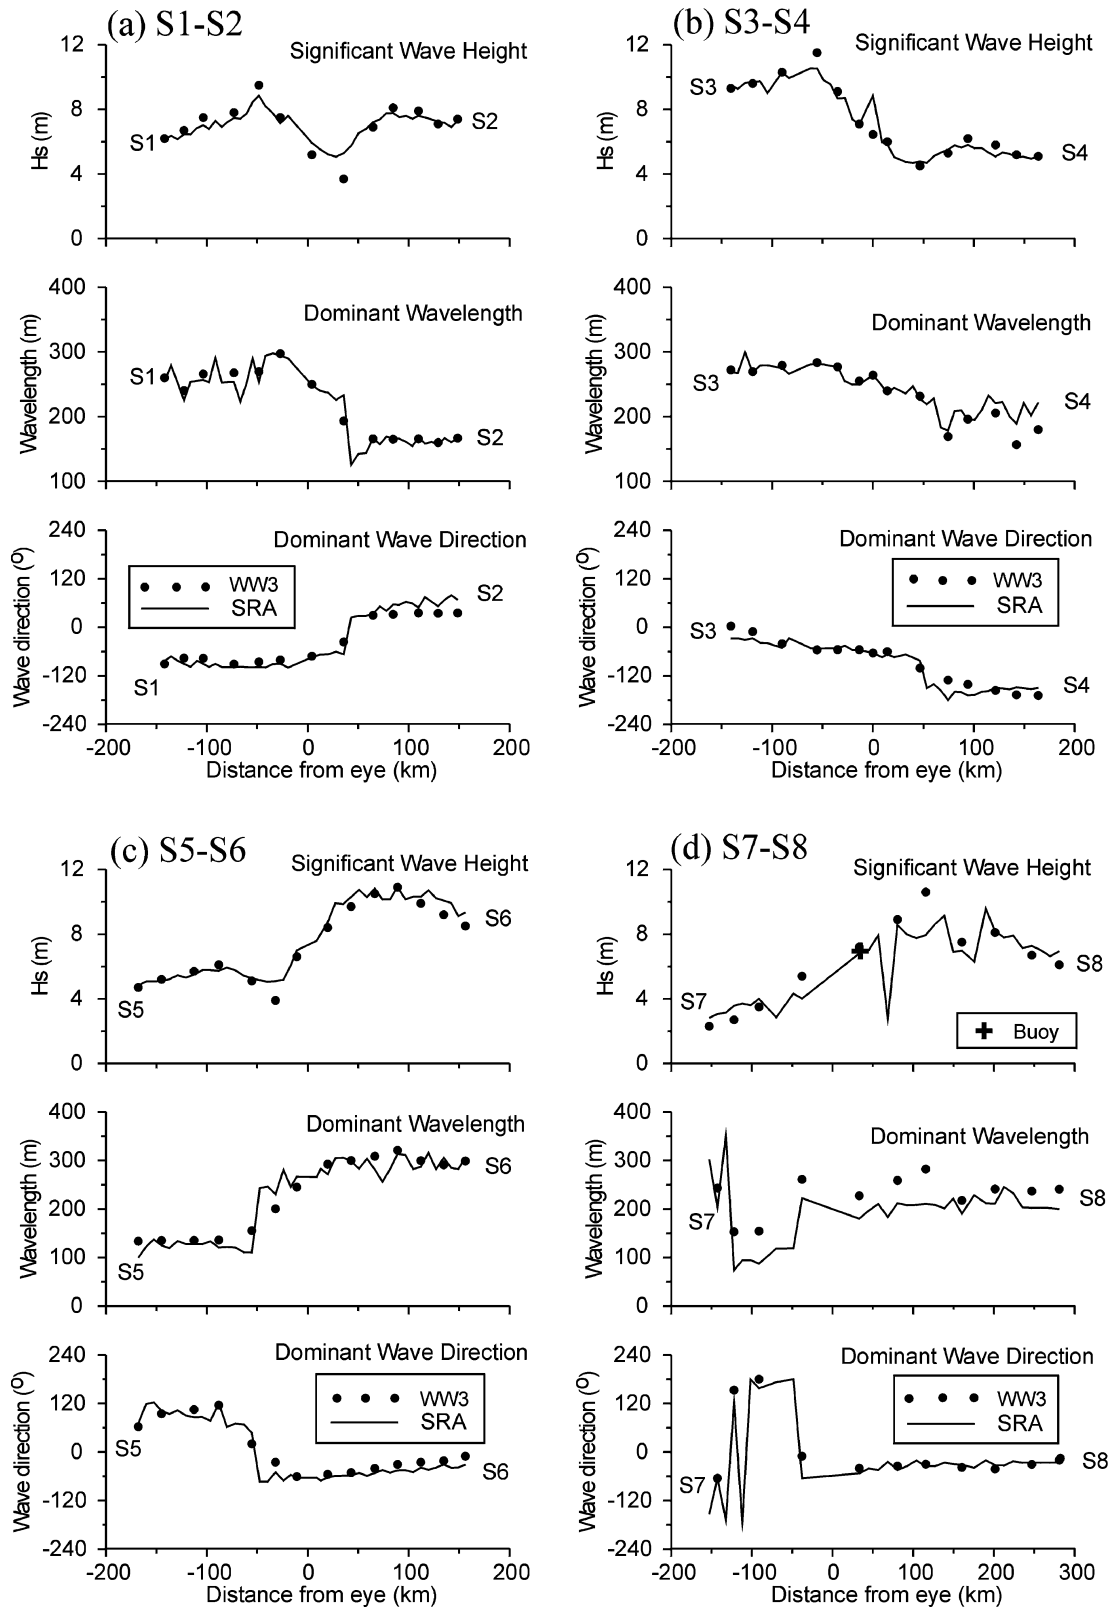 (a) S1-S2
Significant Wave Height
12
8
4
0
Hs (m)
S1
S2
Dominant Wavelength
400
300
200
100
Wavelength (m)
S1
S2
Dominant Wave Direction
240
120
0
-120
-240
Wave direction (º)
WW3
SRA
S1
S2
-200 -100 0 100 200
Distance from eye (km)
(b) S3-S4
Significant Wave Height
12
8
4
0
Hs (m)
S3
S4
Dominant Wavelength
400
300
200
100
Wavelength (m)
S3
S4
Dominant Wave Direction
240
120
0
-120
-240
Wave direction (º)
WW3
SRA
S3
S4
-200 -100 0 100 200
Distance from eye (km)
(c) S5-S6
Significant Wave Height
12
8
4
0
Hs (m)
S5
S6
Dominant Wavelength
400
300
200
100
0
Wavelength (m)
S5
S6
Dominant Wave Direction
240
120
0
-120
-240
Wave direction (º)
WW3
SRA
S5
S6
-200 -100 0 100 200
Distance from eye (km)
(d) S7-S8
Significant Wave Height
12
8
4
0
Hs (m)
S7
S8
Buoy
Dominant Wavelength
400
300
200
100
0
Wavelength (m)
S7
S8
Dominant Wave Direction
240
120
0
-120
-240
Wave direction (º)
WW3
SRA
S7
S8
-200 -100 0 100 200 300
Distance from eye (km)